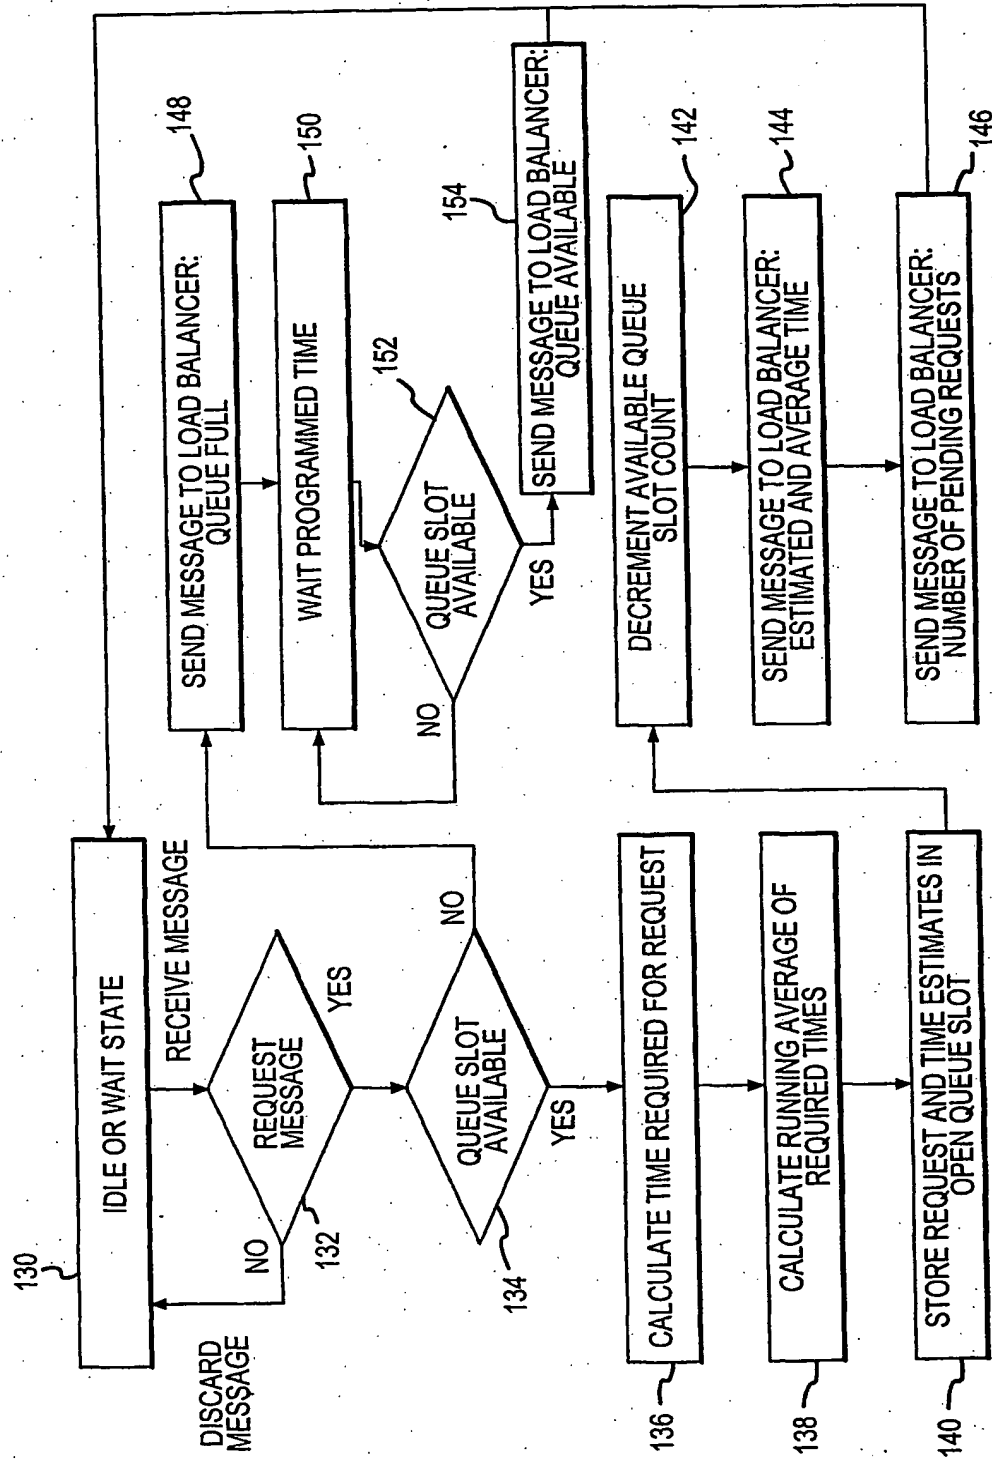 130
IDLE OR WAIT STATE
RECEIVE MESSAGE
DISCARD
MESSAGE
NO
REQUEST
MESSAGE
132
YES
QUEUE SLOT
AVAILABLE
134
NO
YES
136
CALCULATE TIME REQUIRED FOR REQUEST
138
CALCULATE RUNNING AVERAGE OF
REQUIRED TIMES
140
STORE REQUEST AND TIME ESTIMATES IN
OPEN QUEUE SLOT
148
SEND MESSAGE TO LOAD BALANCER:
QUEUE FULL
150
WAIT PROGRAMMED TIME
152
QUEUE SLOT
AVAILABLE
NO
YES
154
SEND MESSAGE TO LOAD BALANCER:
QUEUE AVAILABLE
142
DECREMENT AVAILABLE QUEUE
SLOT COUNT
144
SEND MESSAGE TO LOAD BALANCER:
ESTIMATED AND AVERAGE TIME
146
SEND MESSAGE TO LOAD BALANCER:
NUMBER OF PENDING REQUESTS